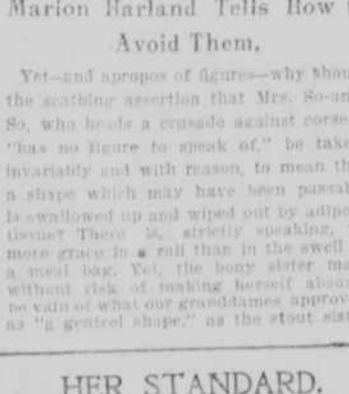 Marion Harland Tells How
Avoid Them.
Yet—and apropos of figures—why shou
the scathing assertion that Mrs. So-an
So, who heads a crusade against corse
"has no figure to speak of," be take
invariably and with reason, to mean th
a shape which may have been passab
is swallowed up and wiped out by adipo
tissue? There is, strictly speaking,
more grace in a rail than in the swell
a meal bag. Yet, the bony sister ma
without risk of making herself absu
be vain of what our granddames approv
as "a genteel shape," as the stout sist
HER STANDARD.